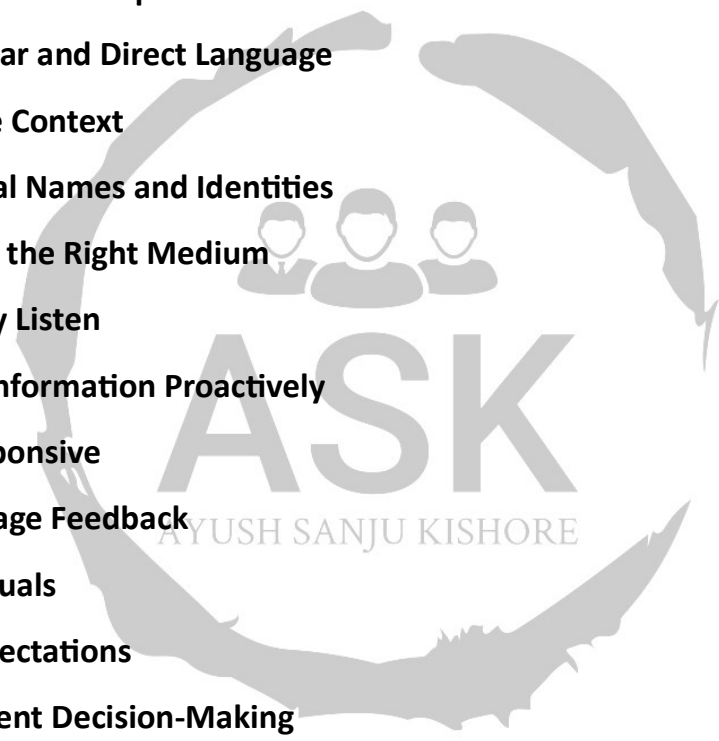 ar and Direct Language
Context
al Names and Identities
the Right Medium
y Listen
nformation Proactively
ponsive
age Feedback
uals
ectations
ent Decision-Making
ASK
AYUSH SANJU KISHORE